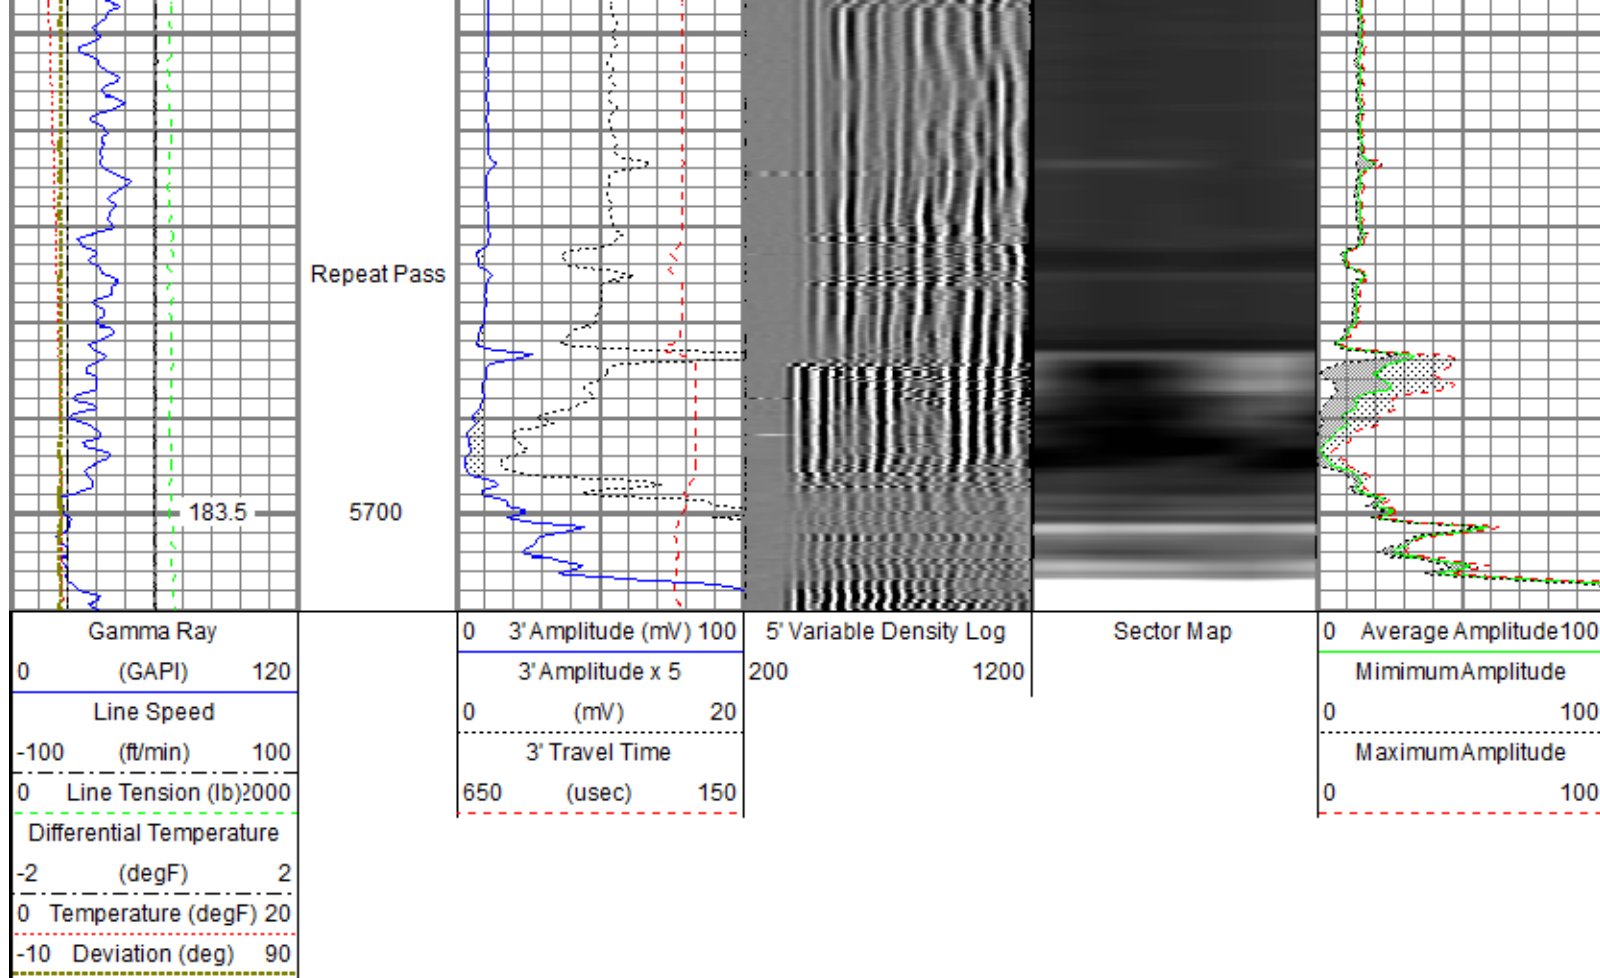 Repeat Pass
183.5
5700
Gamma Ray
0 (GAPI) 120
Line Speed
-100 (ft/min) 100
0 Line Tension (lb)2000
Differential Temperature
-2 (degF) 2
0 Temperature (degF) 20
-10 Deviation (deg) 90
0 3' Amplitude (mV) 100
3' Amplitude x 5
0 (mV) 20
3' Travel Time
650 (usec) 150
5' Variable Density Log
200 1200
Sector Map
0 Average Amplitude 100
Mimimum Amplitude
0 100
Maximum Amplitude
0 100